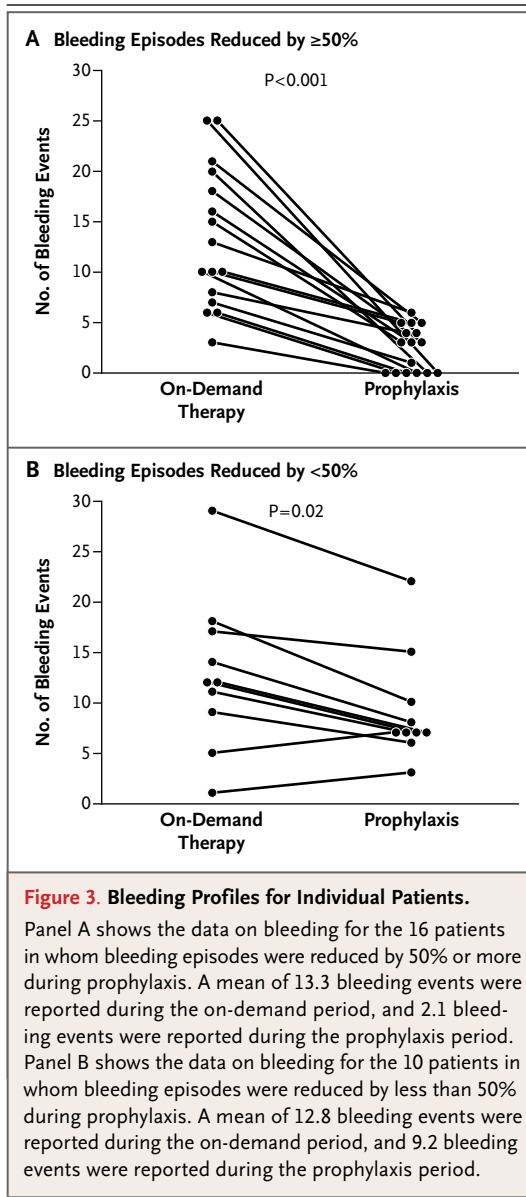 A Bleeding Episodes Reduced by ≥50%
30
25
20
15
10
5
0
No. of Bleeding Events
P<0.001
On-Demand
Therapy
Prophylaxis
B Bleeding Episodes Reduced by <50%
30
25
20
15
10
5
0
No. of Bleeding Events
P=0.02
On-Demand
Therapy
Prophylaxis
Figure 3. Bleeding Profiles for Individual Patients.
Panel A shows the data on bleeding for the 16 patients
in whom bleeding episodes were reduced by 50% or more
during prophylaxis. A mean of 13.3 bleeding events were
reported during the on-demand period, and 2.1 bleed-
ing events were reported during the prophylaxis period.
Panel B shows the data on bleeding for the 10 patients in
whom bleeding episodes were reduced by less than 50%
during prophylaxis. A mean of 12.8 bleeding events were
reported during the on-demand period, and 9.2 bleeding
events were reported during the prophylaxis period.